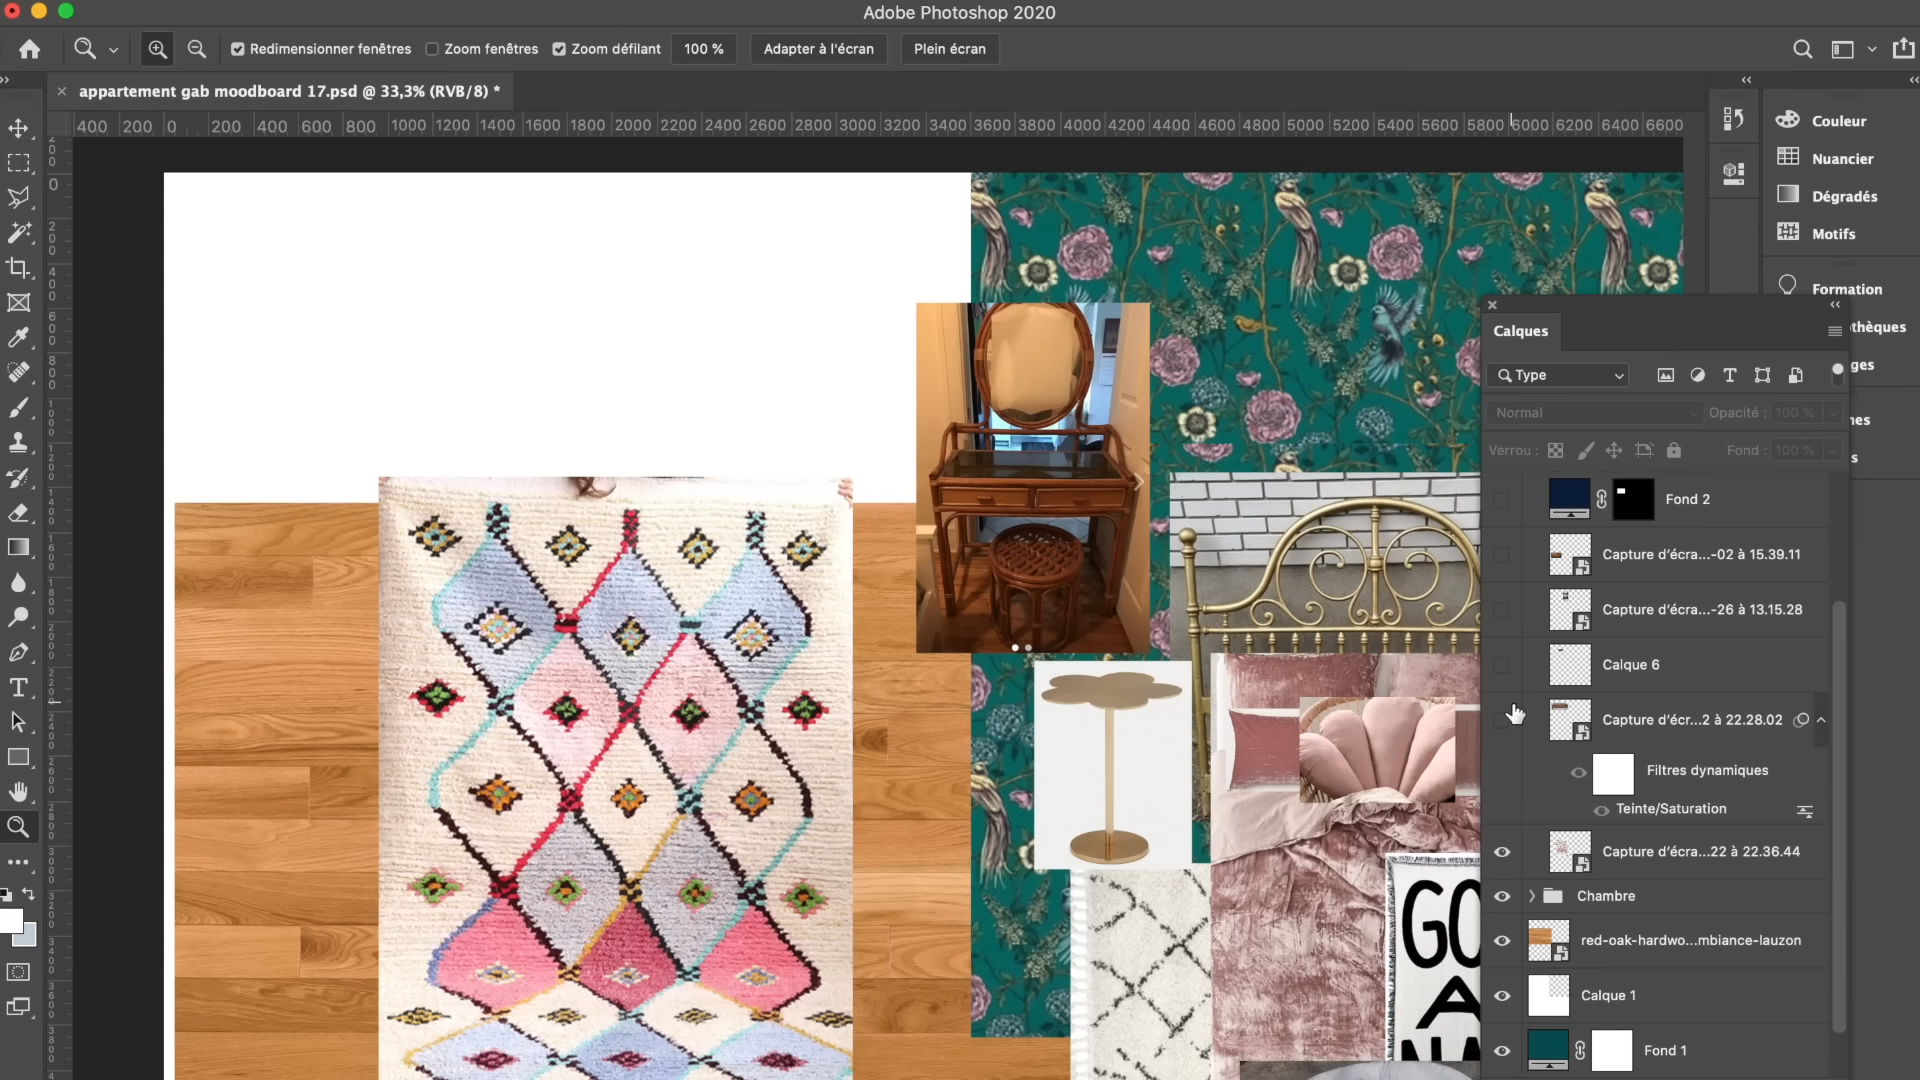 Adobe Photoshop 2020
Redimensionner fenêtres
Zoom fenêtres
Zoom défilant
100 %
Adapter à l'écran
Plein écran
appartement gab moodboard 17.psd @ 33,3% (RVB/8) *
400 200 0 200 400 600 800 1000 1200 1400 1600 1800 2000 2200 2400 2600 2800 3000 3200 3400 3600 3800 4000 4200 4400 4600 4800 5000 5200 5400 5600 5800 6000 6200 6400 6600
Couleur
Nuancier
Dégradés
Motifs
Formation
thèques
ges
nes
s
Calques
Type
Normal
Opacité : 100 %
Verrou :
Fond : 100 %
Fond 2
Capture d'écra...-02 à 15.39.11
Capture d'écra...-26 à 13.15.28
Calque 6
Capture d'écr...2 à 22.28.02
Filtres dynamiques
Teinte/Saturation
Capture d'écra...22 à 22.36.44
Chambre
red-oak-hardwo...mbiance-lauzon
Calque 1
Fond 1
GO
A